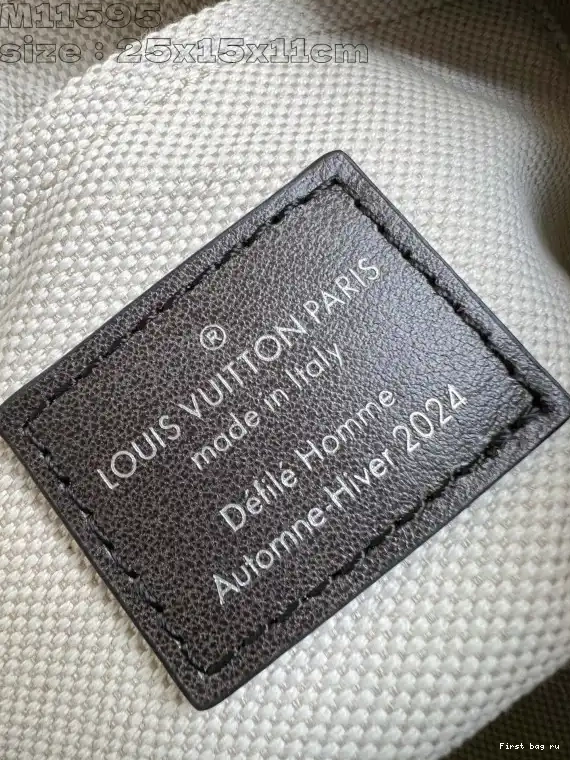 M11595
size : 25x15x11cm
®
LOUIS VUITTON PARIS
made in Italy
Défilé Homme
Automne-Hiver 2024
First bag ru